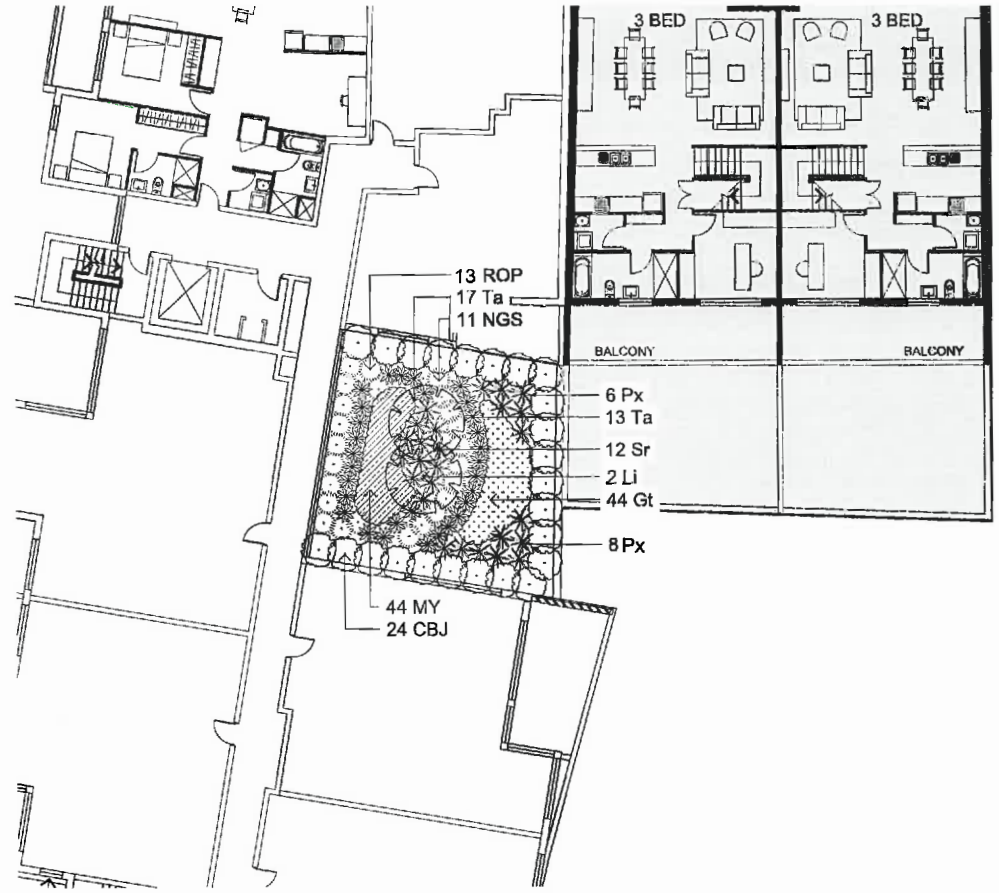 3 BED
3 BED
13 ROP
17 Ta
11 NGS
BALCONY
BALCONY
6 Px
13 Ta
12 Sr
2 Li
44 Gt
8 Px
44 MY
24 CBJ